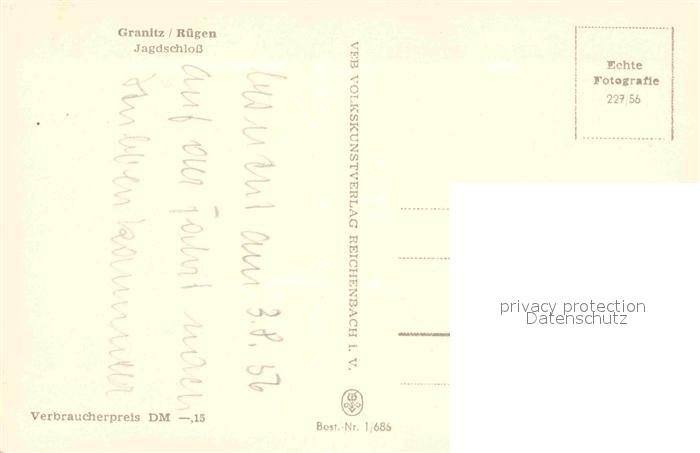 Granitz / Rügen
Jagdschloß
Besucht am 3.8.56
auf der Fahrt nach
VEB VOLKSKUNSTVERLAG REICHENBACH i. V.
Echte
Fotografie
227/56
privacy protection
Datenschutz
Verbraucherpreis DM —,15
Best.-Nr. 1/686